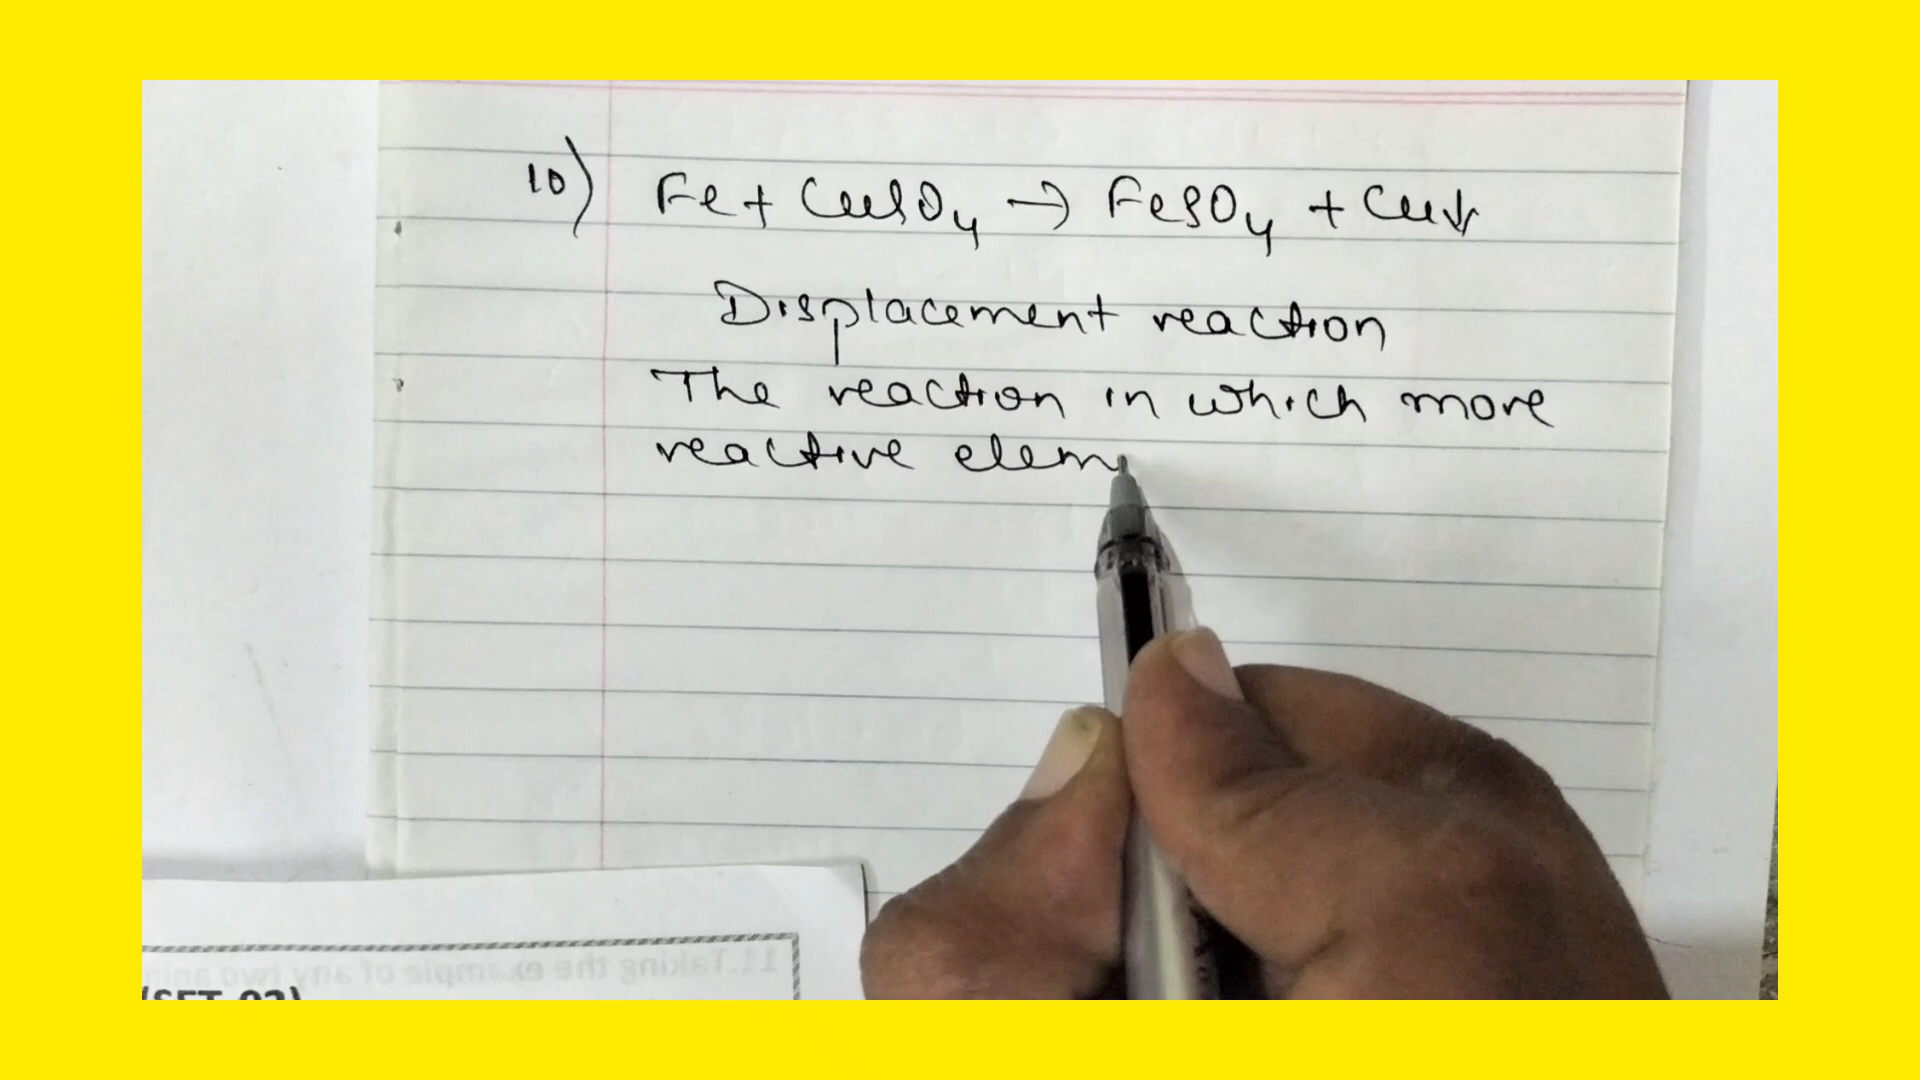 10) Fe + CuSO4 → FeSO4 + Cu↓
Displacement reaction
The reaction in which more
reactive elem
11.Taking the example of any two
(SET-02)